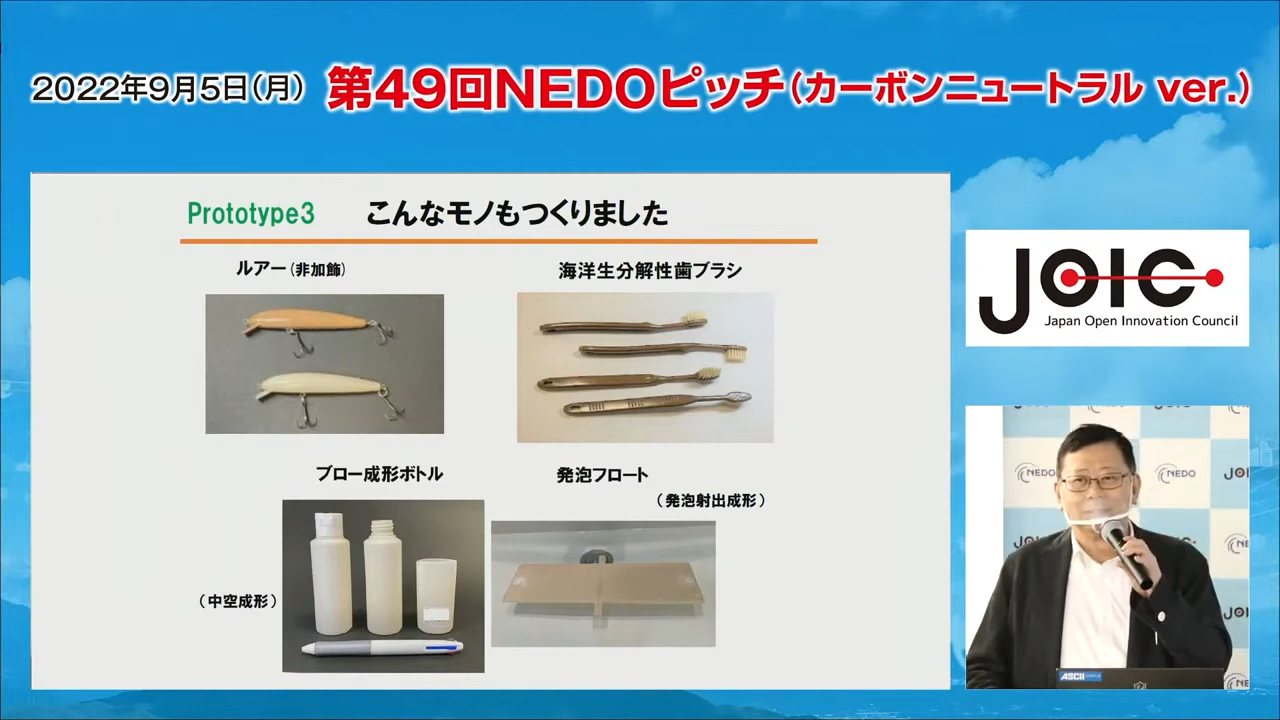 2022年9月5日(月) 第49回NEDOピッチ(カーボンニュートラル ver.)
Prototype3 こんなモノもつくりました
ルアー(非加飾)
海洋生分解性歯ブラシ
ブロー成形ボトル
発泡フロート
(発泡射出成形)
(中空成形)
JOIC
Japan Open Innovation Council
NEDO
NEDO
JOIC
NEDO
ASCII